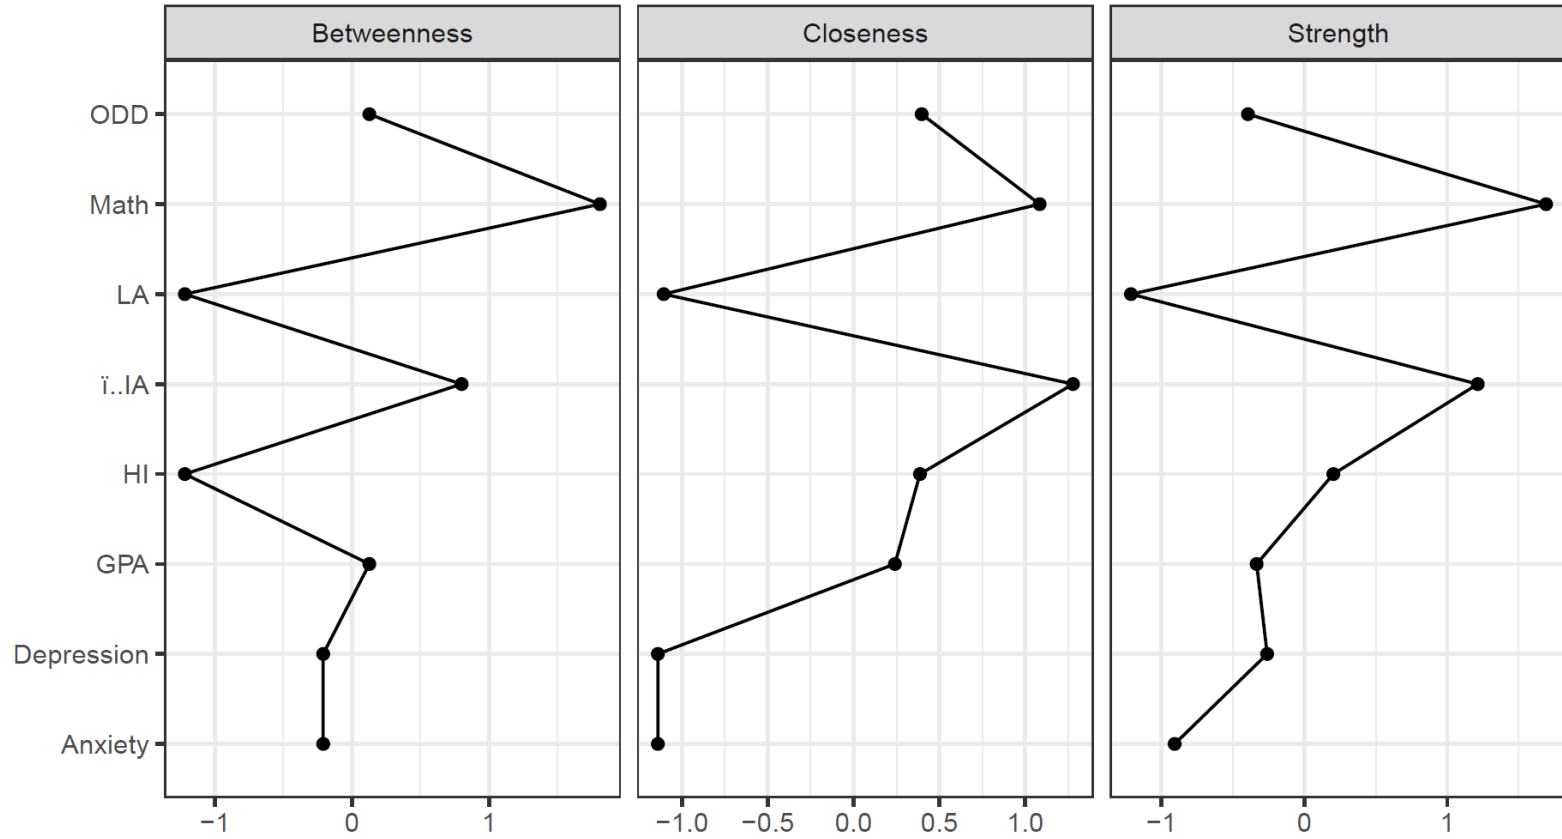 Betweenness Closeness Strength
ODD
Math
LA
ï..IA
HI
GPA
Depression
Anxiety
−1 0 1 −1.0 −0.5 0.0 0.5 1.0 −1 0 1